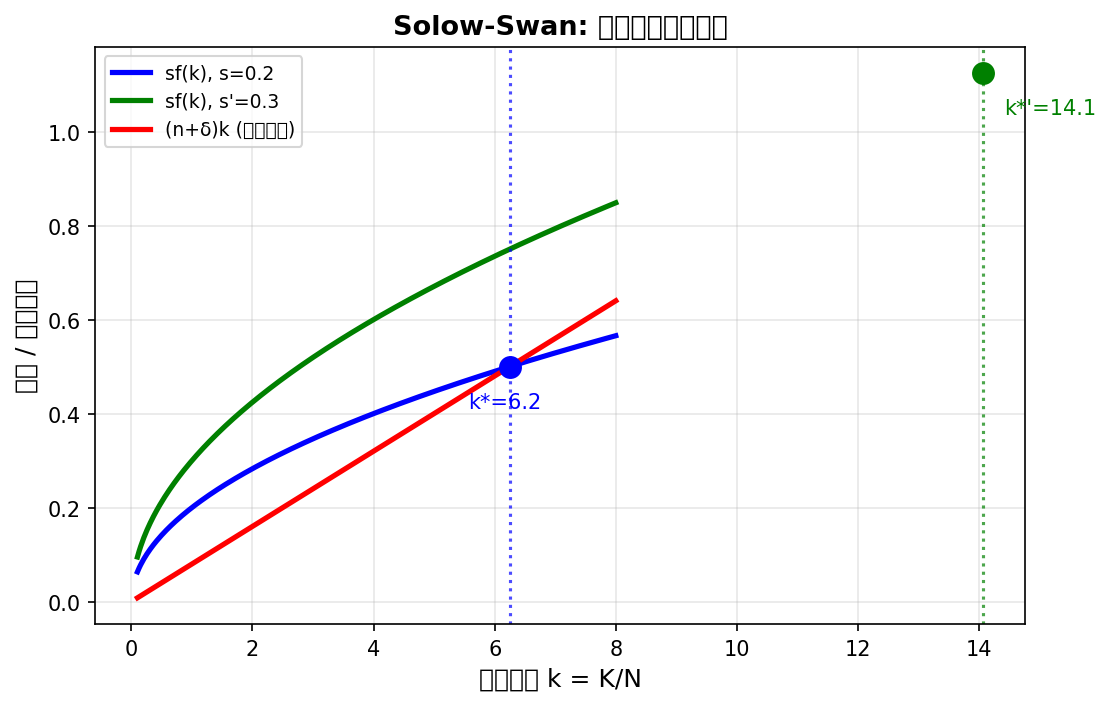 Solow-Swan:
sf(k), s=0.2
sf(k), s'=0.3
(n+δ)k
k*'=14.1
1.0
0.8
0.6
0.4
0.2
0.0
/
k*=6.2
0 2 4 6 8 10 12 14
k = K/N